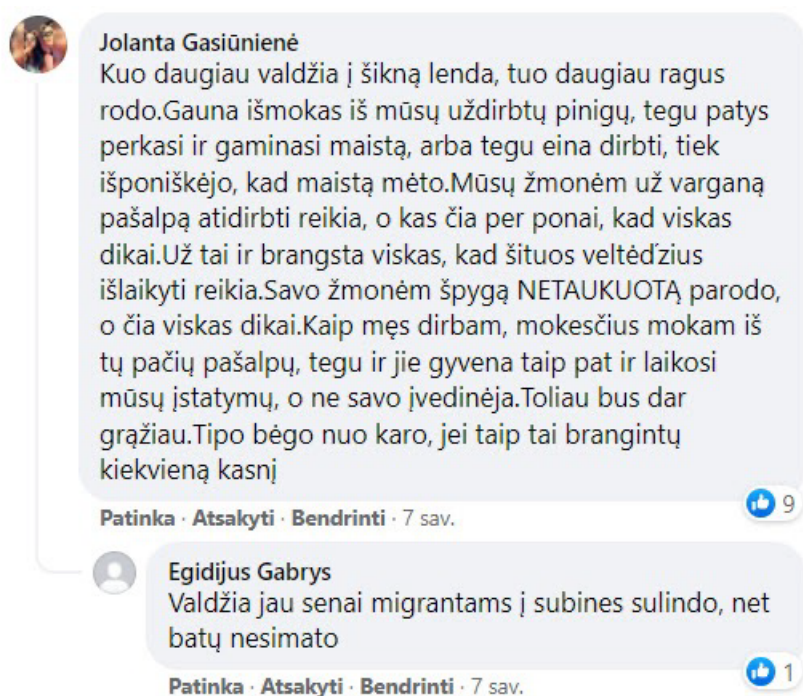 Jolanta Gasiūnienė
Kuo daugiau valdžia į šikną lenda, tuo daugiau ragus
rodo.Gauna išmokas iš mūsų uždirbtų pinigų, tegu patys
perkasi ir gaminasi maistą, arba tegu eina dirbti, tiek
išponiškėjo, kad maistą mėto.Mūsų žmonėm už varganą
pašalpą atidirbti reikia, o kas čia per ponai, kad viskas
dikai.Už tai ir brangsta viskas, kad šituos veltėďzius
išlaikyti reikia.Savo žmonėm špygą NETAUKUOTĄ parodo,
o čia viskas dikai.Kaip męs dirbam, mokesčius mokam iš
tų pačių pašalpų, tegu ir jie gyvena taip pat ir laikosi
mūsų įstatymų, o ne savo įvedinėja.Toliau bus dar
grąžiau.Tipo bėgo nuo karo, jei taip tai brangintų
kiekvieną kasnį
9
Patinka · Atsakyti · Bendrinti · 7 sav.
Egidijus Gabrys
Valdžia jau senai migrantams į subines sulindo, net
batų nesimato
1
Patinka · Atsakyti · Bendrinti · 7 sav.